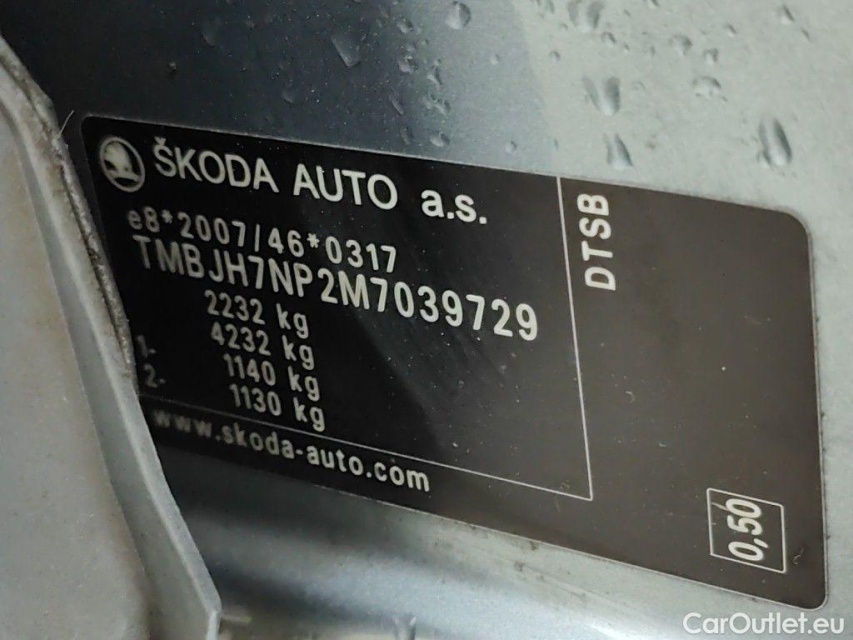 ŠKODA AUTO a.s.
e8*2007/46*0317
TMBJH7NP2M7039729
2232 kg
4232 kg
1- 1140 kg
2- 1130 kg
www.skoda-auto.com
DTSB
0,50
CarOutlet.eu